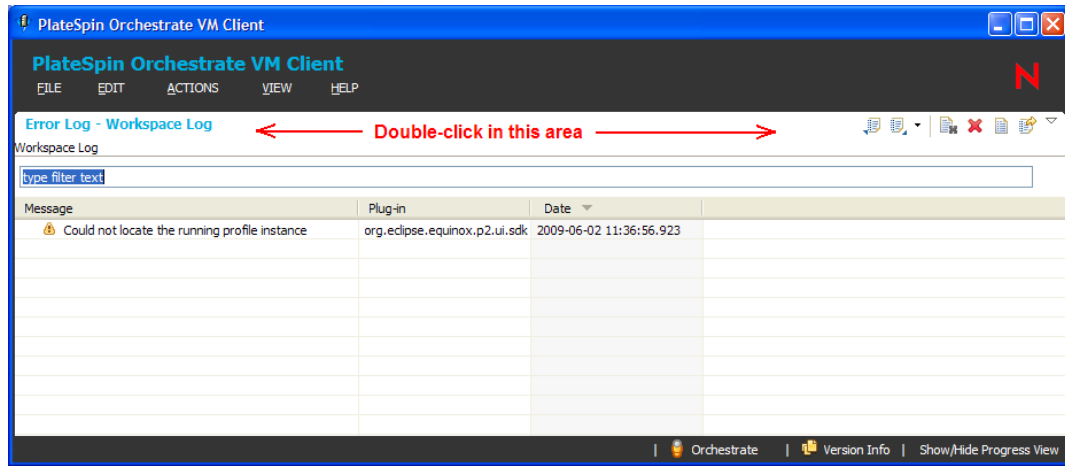 PlateSpin Orchestrate VM Client
PlateSpin Orchestrate VM Client
FILE EDIT ACTIONS VIEW HELP
N
Error Log - Workspace Log Double-click in this area
Workspace Log
type filter text
Message Plug-in Date
Could not locate the running profile instance org.eclipse.equinox.p2.ui.sdk 2009-06-02 11:36:56.923
| Orchestrate | Version Info | Show/Hide Progress View